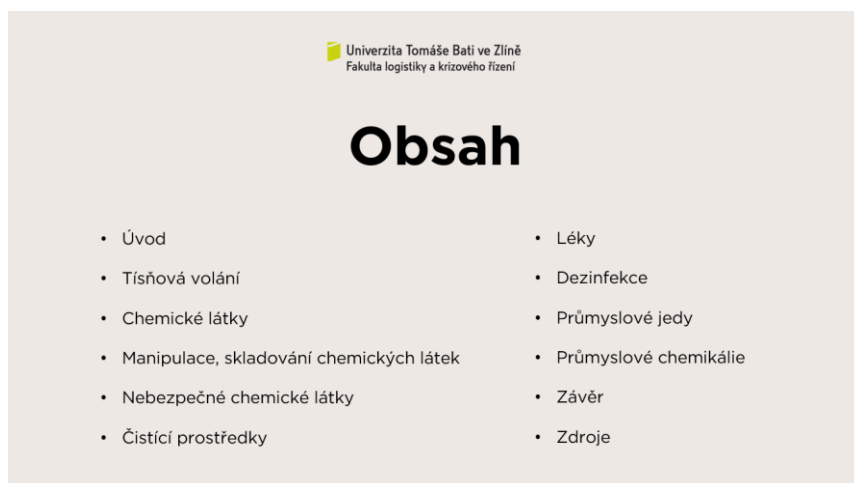 Univerzita Tomáše Bati ve Zlíně
Fakulta logistiky a krizového řízení
Obsah
• Úvod
• Tísňová volání
• Chemické látky
• Manipulace, skladování chemických látek
• Nebezpečné chemické látky
• Čistící prostředky
• Léky
• Dezinfekce
• Průmyslové jedy
• Průmyslové chemikálie
• Závěr
• Zdroje